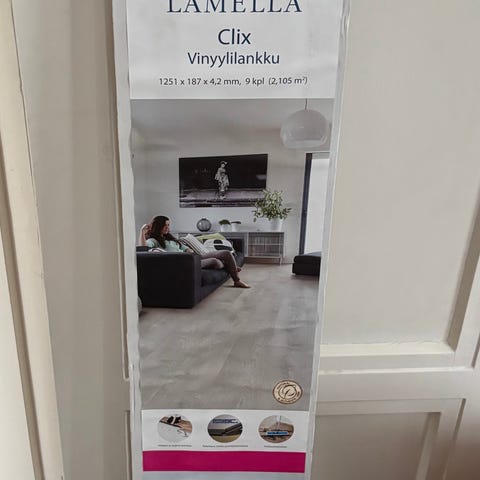 LAMELLA
Clix
Vinyylilankku
1251 x 187 x 4,2 mm, 9 kpl (2,105 m²)